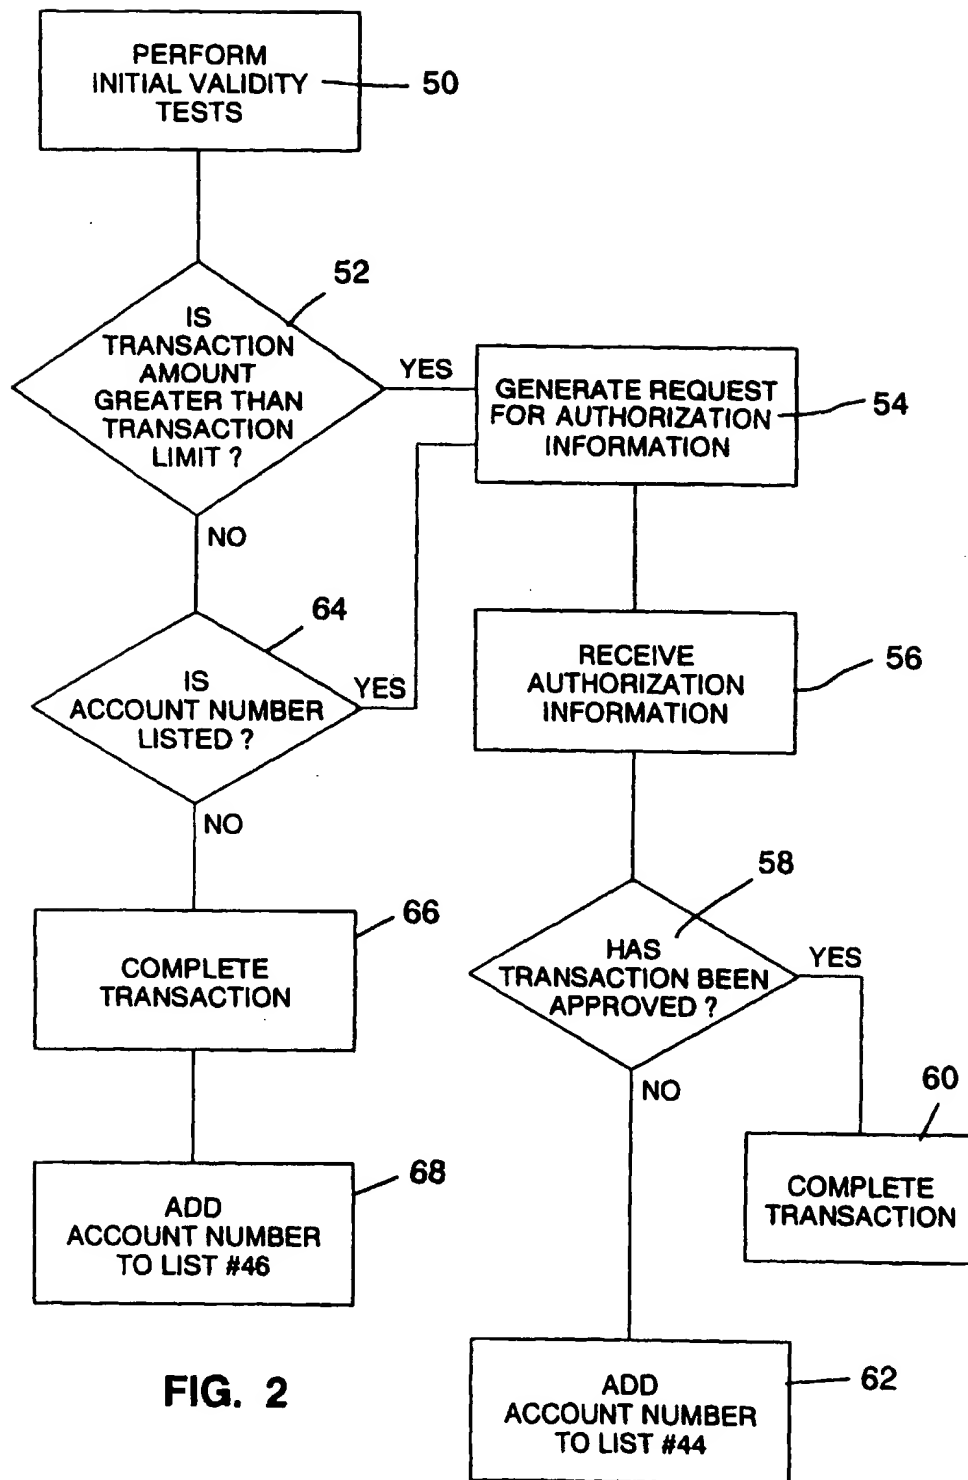 PERFORM
INITIAL VALIDITY
TESTS
50
52
IS
TRANSACTION
AMOUNT
GREATER THAN
TRANSACTION
LIMIT ?
YES
NO
GENERATE REQUEST
FOR AUTHORIZATION
INFORMATION
54
64
IS
ACCOUNT NUMBER
LISTED ?
YES
NO
RECEIVE
AUTHORIZATION
INFORMATION
56
58
HAS
TRANSACTION BEEN
APPROVED ?
YES
NO
66
COMPLETE
TRANSACTION
60
COMPLETE
TRANSACTION
68
ADD
ACCOUNT NUMBER
TO LIST #46
62
ADD
ACCOUNT NUMBER
TO LIST #44
FIG. 2